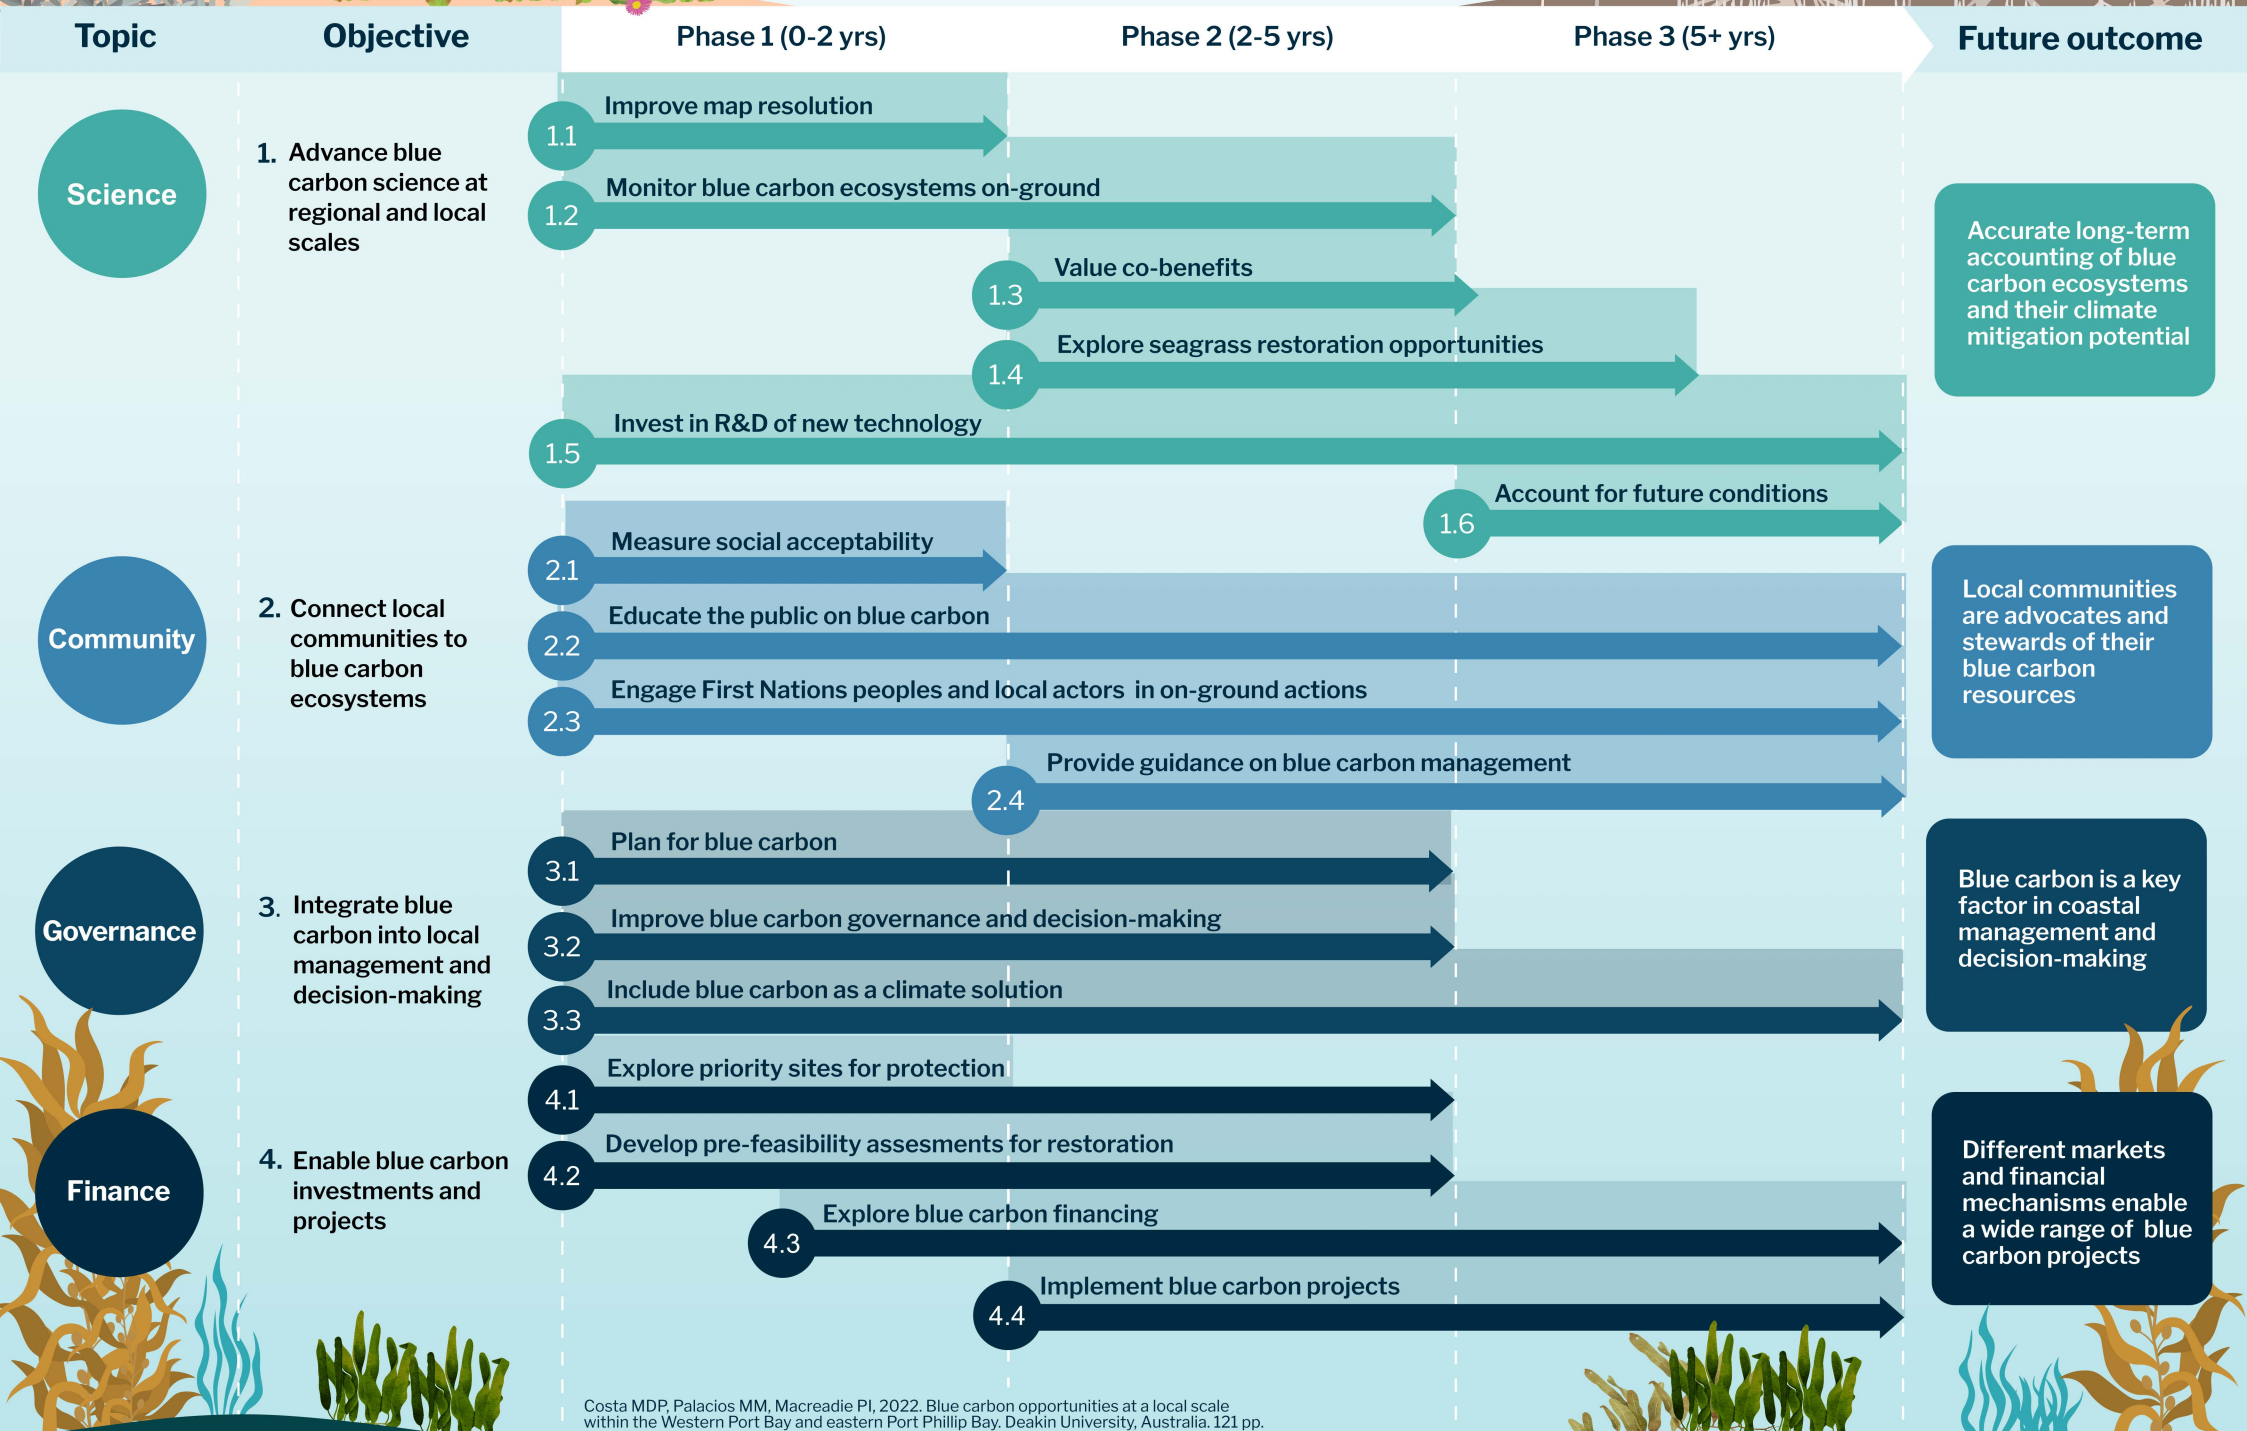 Topic
Objective
Phase 1 (0-2 yrs)
Phase 2 (2-5 yrs)
Phase 3 (5+ yrs)
Future outcome
Science
1. Advance blue
carbon science at
regional and local
scales
1.1
Improve map resolution
1.2
Monitor blue carbon ecosystems on-ground
1.3
Value co-benefits
1.4
Explore seagrass restoration opportunities
1.5
Invest in R&D of new technology
1.6
Account for future conditions
Accurate long-term
accounting of blue
carbon ecosystems
and their climate
mitigation potential
Community
2. Connect local
communities to
blue carbon
ecosystems
2.1
Measure social acceptability
2.2
Educate the public on blue carbon
2.3
Engage First Nations peoples and local actors in on-ground actions
2.4
Provide guidance on blue carbon management
Local communities
are advocates and
stewards of their
blue carbon
resources
Governance
3. Integrate blue
carbon into local
management and
decision-making
3.1
Plan for blue carbon
3.2
Improve blue carbon governance and decision-making
3.3
Include blue carbon as a climate solution
Blue carbon is a key
factor in coastal
management and
decision-making
Finance
4. Enable blue carbon
investments and
projects
4.1
Explore priority sites for protection
4.2
Develop pre-feasibility assesments for restoration
4.3
Explore blue carbon financing
4.4
Implement blue carbon projects
Different markets
and financial
mechanisms enable
a wide range of blue
carbon projects
Costa MDP, Palacios MM, Macreadie PI, 2022. Blue carbon opportunities at a local scale
within the Western Port Bay and eastern Port Phillip Bay. Deakin University, Australia. 121 pp.